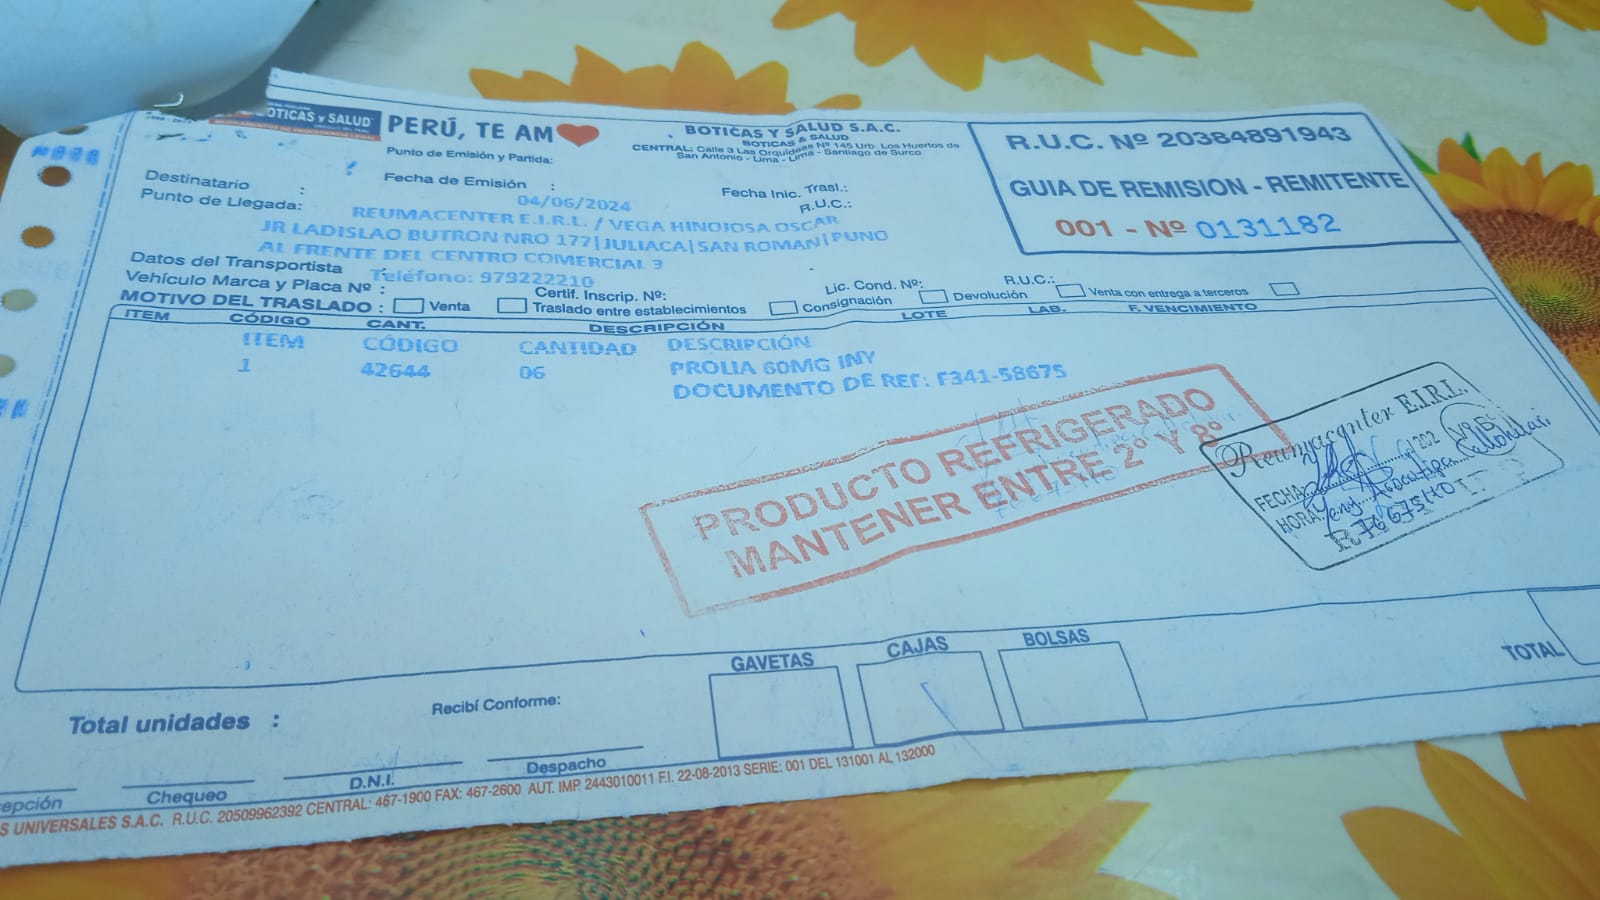 BOTICAS Y SALUD
PERÚ, TE AM
BOTICAS Y SALUD S.A.C.
BOTICAS & SALUD
CENTRAL: Calle 3 Las Orquídeas Nº 145 Urb. Los Huertos de
San Antonio - Lima - Lima - Santiago de Surco
R.U.C. Nº 20384891943
GUIA DE REMISION - REMITENTE
001 - Nº 0131182
Punto de Emisión y Partida:
Fecha de Emisión :
04/06/2024
Fecha Inic. Trasl.:
R.U.C.:
Destinatario :
Punto de Llegada:
REUMACENTER E.I.R.L. / VEGA HINOJOSA OSCAR
JR LADISLAO BUTRON NRO 177|JULIACA|SAN ROMAN|PUNO
AL FRENTE DEL CENTRO COMERCIAL 3
Teléfono: 979222210
Datos del Transportista
Vehículo Marca y Placa Nº :
Certif. Inscrip. Nº:
Lic. Cond. Nº:
R.U.C.:
MOTIVO DEL TRASLADO : Venta Traslado entre establecimientos Consignación Devolución Venta con entrega a terceros
ITEM CÓDIGO CANT. DESCRIPCIÓN LOTE LAB. F. VENCIMIENTO
ITEM CÓDIGO CANTIDAD DESCRIPCIÓN
1 42644 06 PROLIA 60MG INY
DOCUMENTO DE REF: F341-58675
PRODUCTO REFRIGERADO
MANTENER ENTRE 2º Y 8º
Reumacenter E.I.R.L.
FECHA:
202
HORA:
GAVETAS CAJAS BOLSAS
TOTAL
Total unidades :
Recibí Conforme:
epción
Chequeo
D.N.I.
Despacho
S UNIVERSALES S.A.C. R.U.C. 20509962392 CENTRAL: 467-1900 FAX: 467-2600 AUT. IMP. 2443010011 F.I. 22-08-2013 SERIE: 001 DEL 131001 AL 132000